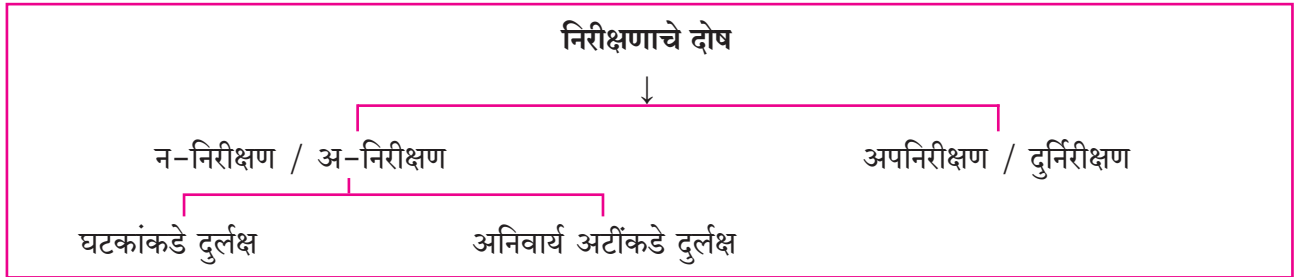 निरीक्षणाचे दोष
↓
न-निरीक्षण / अ-निरीक्षण अपनिरीक्षण / दुर्निरीक्षण
घटकांकडे दुर्लक्ष अनिवार्य अटींकडे दुर्लक्ष